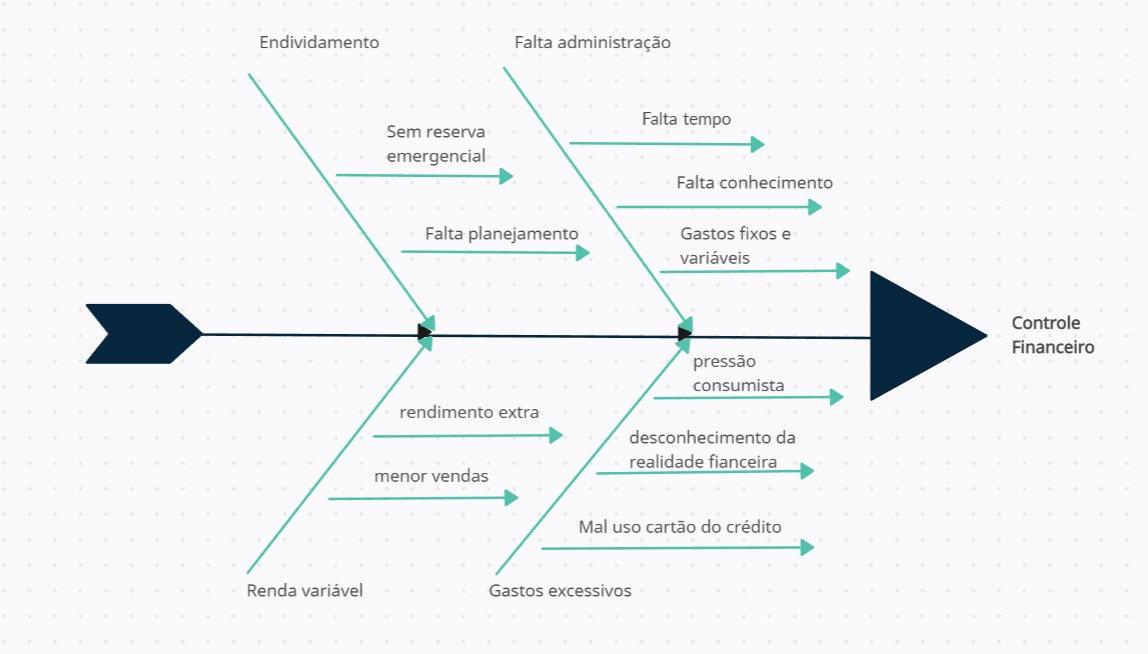 Endividamento
Falta administração
Falta tempo
Sem reserva
emergencial
Falta conhecimento
Falta planejamento
Gastos fixos e
variáveis
Controle
Financeiro
pressão
consumista
rendimento extra
desconhecimento da
realidade fianceira
menor vendas
Mal uso cartão do crédito
Renda variável
Gastos excessivos